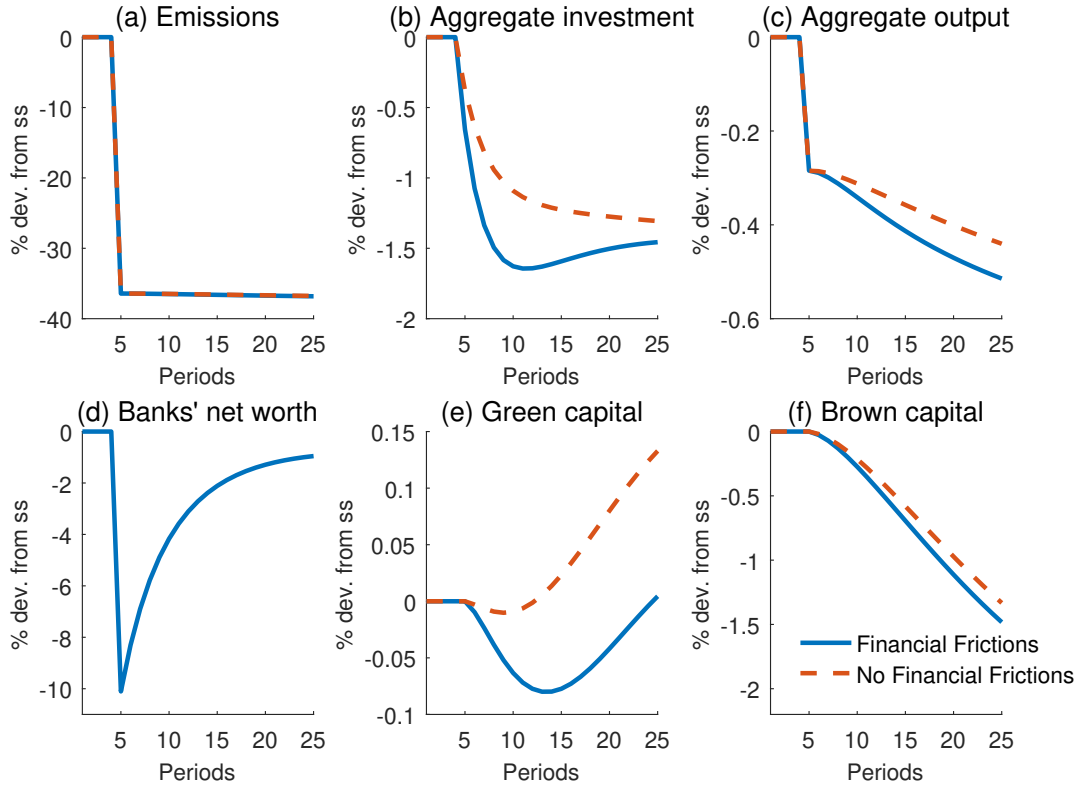 (a) Emissions
% dev. from ss
0
-10
-20
-30
-40
5 10 15 20 25
Periods
(b) Aggregate investment
% dev. from ss
0
-0.5
-1
-1.5
-2
5 10 15 20 25
Periods
(c) Aggregate output
% dev. from ss
0
-0.2
-0.4
-0.6
5 10 15 20 25
Periods
(d) Banks' net worth
% dev. from ss
0
-2
-4
-6
-8
-10
5 10 15 20 25
Periods
(e) Green capital
% dev. from ss
0.15
0.1
0.05
0
-0.05
-0.1
5 10 15 20 25
Periods
(f) Brown capital
% dev. from ss
0
-0.5
-1
-1.5
-2
5 10 15 20 25
Periods
Financial Frictions
No Financial Frictions